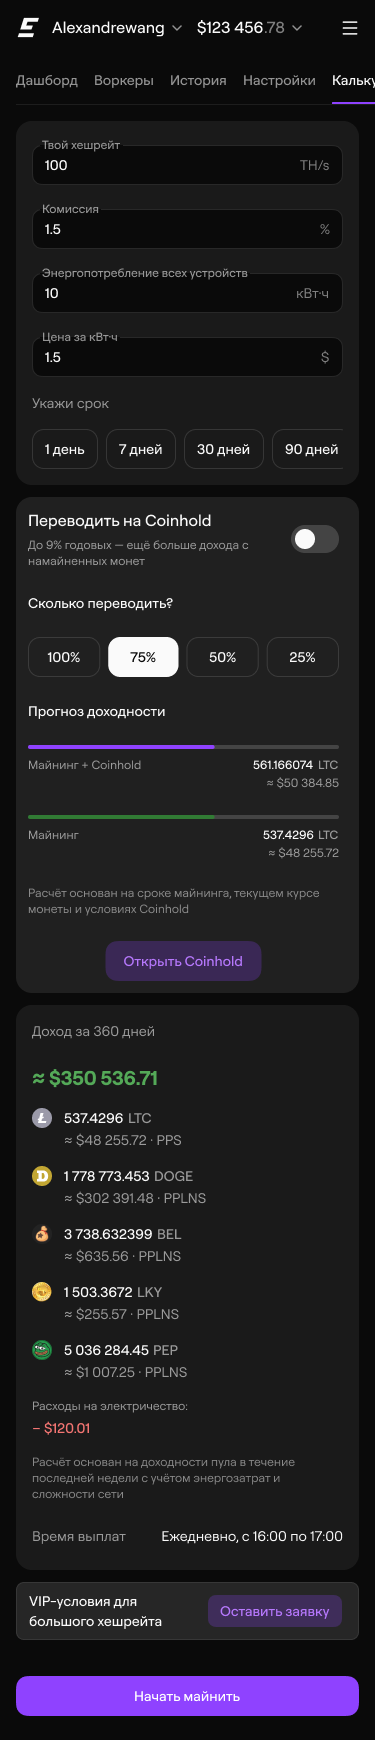 Alexandrewang $123 456.78
Дашборд Воркеры История Настройки Кальку
Твой хешрейт
100 TH/s
Комиссия
1.5 %
Энергопотребление всех устройств
10 кВт·ч
Цена за кВт·ч
1.5 $
Укажи срок
1 день 7 дней 30 дней 90 дней
Переводить на Coinhold
До 9% годовых — ещё больше дохода с
намайненных монет
Сколько переводить?
100% 75% 50% 25%
Прогноз доходности
Майнинг + Coinhold 561.166074 LTC
≈ $50 384.85
Майнинг 537.4296 LTC
≈ $48 255.72
Расчёт основан на сроке майнинга, текущем курсе
монеты и условиях Coinhold
Открыть Coinhold
Доход за 360 дней
≈ $350 536.71
537.4296 LTC
≈ $48 255.72 · PPS
1 778 773.453 DOGE
≈ $302 391.48 · PPLNS
3 738.632399 BEL
≈ $635.56 · PPLNS
1 503.3672 LKY
≈ $255.57 · PPLNS
5 036 284.45 PEP
≈ $1 007.25 · PPLNS
Расходы на электричество:
− $120.01
Расчёт основан на доходности пула в течение
последней недели с учётом энергозатрат и
сложности сети
Время выплат Ежедневно, с 16:00 по 17:00
VIP-условия для
большого хешрейта
Оставить заявку
Начать майнить